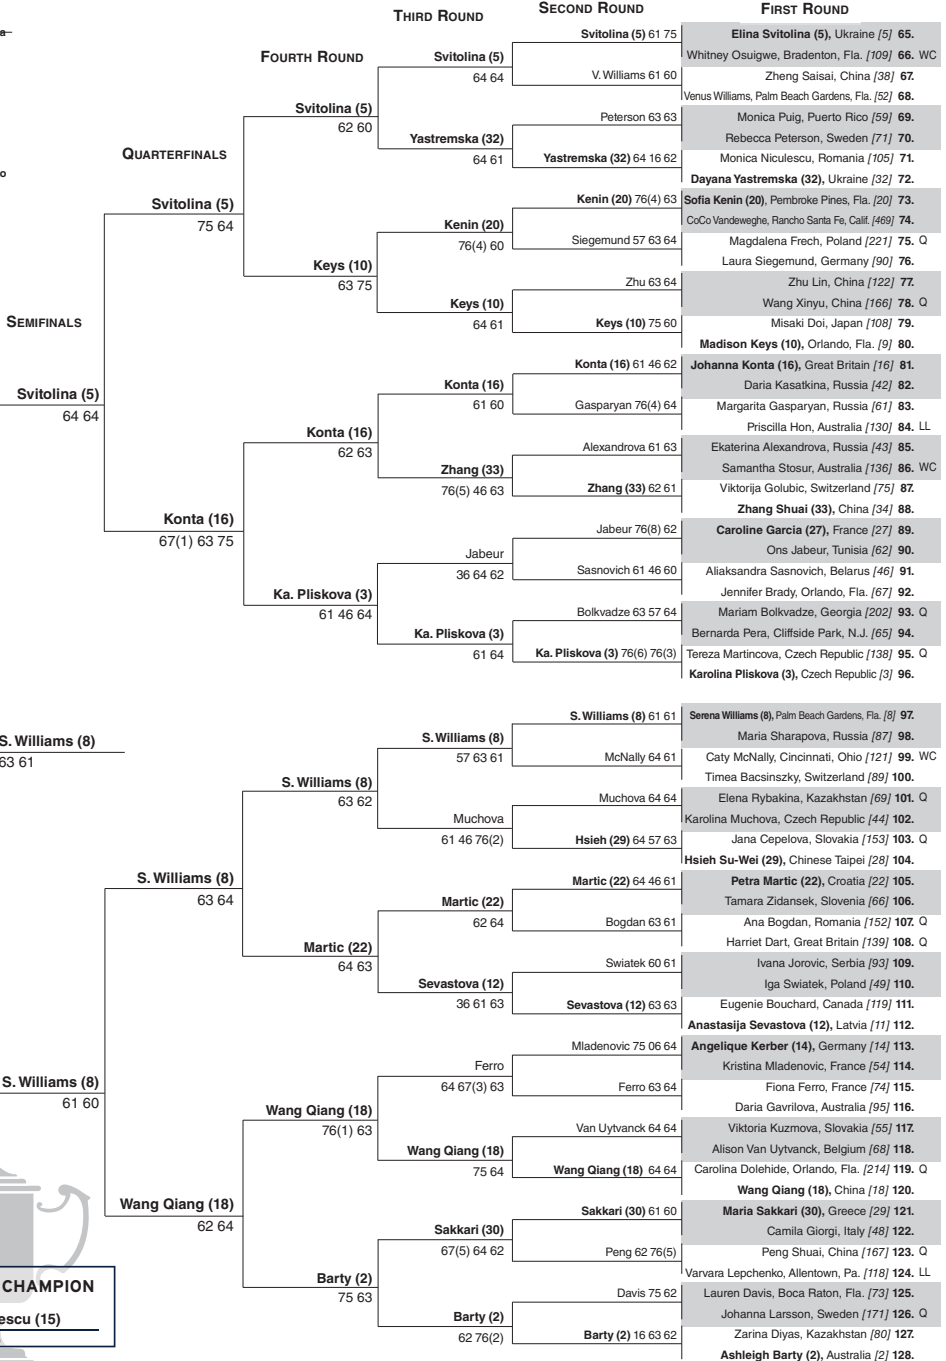 FIRST ROUND
SECOND ROUND
THIRD ROUND
FOURTH ROUND
QUARTERFINALS
SEMIFINALS
a
o
Elina Svitolina (5), Ukraine [5] 65.
Whitney Osuigwe, Bradenton, Fla. [109] 66. WC
Zheng Saisai, China [38] 67.
Venus Williams, Palm Beach Gardens, Fla. [52] 68.
Monica Puig, Puerto Rico [59] 69.
Rebecca Peterson, Sweden [71] 70.
Monica Niculescu, Romania [105] 71.
Dayana Yastremska (32), Ukraine [32] 72.
Sofia Kenin (20), Pembroke Pines, Fla. [20] 73.
CoCo Vandeweghe, Rancho Santa Fe, Calif. [469] 74.
Magdalena Frech, Poland [221] 75. Q
Laura Siegemund, Germany [90] 76.
Zhu Lin, China [122] 77.
Wang Xinyu, China [166] 78. Q
Misaki Doi, Japan [108] 79.
Madison Keys (10), Orlando, Fla. [9] 80.
Johanna Konta (16), Great Britain [16] 81.
Daria Kasatkina, Russia [42] 82.
Margarita Gasparyan, Russia [61] 83.
Priscilla Hon, Australia [130] 84. LL
Ekaterina Alexandrova, Russia [43] 85.
Samantha Stosur, Australia [136] 86. WC
Viktorija Golubic, Switzerland [75] 87.
Zhang Shuai (33), China [34] 88.
Caroline Garcia (27), France [27] 89.
Ons Jabeur, Tunisia [62] 90.
Aliaksandra Sasnovich, Belarus [46] 91.
Jennifer Brady, Orlando, Fla. [67] 92.
Mariam Bolkvadze, Georgia [202] 93. Q
Bernarda Pera, Cliffside Park, N.J. [65] 94.
Tereza Martincova, Czech Republic [138] 95. Q
Karolina Pliskova (3), Czech Republic [3] 96.
Serena Williams (8), Palm Beach Gardens, Fla. [8] 97.
Maria Sharapova, Russia [87] 98.
Caty McNally, Cincinnati, Ohio [121] 99. WC
Timea Bacsinszky, Switzerland [89] 100.
Elena Rybakina, Kazakhstan [69] 101. Q
Karolina Muchova, Czech Republic [44] 102.
Jana Cepelova, Slovakia [153] 103. Q
Hsieh Su-Wei (29), Chinese Taipei [28] 104.
Petra Martic (22), Croatia [22] 105.
Tamara Zidansek, Slovenia [66] 106.
Ana Bogdan, Romania [152] 107. Q
Harriet Dart, Great Britain [139] 108. Q
Ivana Jorovic, Serbia [93] 109.
Iga Swiatek, Poland [49] 110.
Eugenie Bouchard, Canada [119] 111.
Anastasija Sevastova (12), Latvia [11] 112.
Angelique Kerber (14), Germany [14] 113.
Kristina Mladenovic, France [54] 114.
Fiona Ferro, France [74] 115.
Daria Gavrilova, Australia [95] 116.
Viktoria Kuzmova, Slovakia [55] 117.
Alison Van Uytvanck, Belgium [68] 118.
Carolina Dolehide, Orlando, Fla. [214] 119. Q
Wang Qiang (18), China [18] 120.
Maria Sakkari (30), Greece [29] 121.
Camila Giorgi, Italy [48] 122.
Peng Shuai, China [167] 123. Q
Varvara Lepchenko, Allentown, Pa. [118] 124. LL
Lauren Davis, Boca Raton, Fla. [73] 125.
Johanna Larsson, Sweden [171] 126. Q
Zarina Diyas, Kazakhstan [80] 127.
Ashleigh Barty (2), Australia [2] 128.
Svitolina (5) 61 75
V. Williams 61 60
Peterson 63 63
Yastremska (32) 64 16 62
Kenin (20) 76(4) 63
Siegemund 57 63 64
Zhu 63 64
Keys (10) 75 60
Konta (16) 61 46 62
Gasparyan 76(4) 64
Alexandrova 61 63
Zhang (33) 62 61
Jabeur 76(8) 62
Sasnovich 61 46 60
Bolkvadze 63 57 64
Ka. Pliskova (3) 76(6) 76(3)
S. Williams (8) 61 61
McNally 64 61
Muchova 64 64
Hsieh (29) 64 57 63
Martic (22) 64 46 61
Bogdan 63 61
Swiatek 60 61
Sevastova (12) 63 63
Mladenovic 75 06 64
Ferro 63 64
Van Uytvanck 64 64
Wang Qiang (18) 64 64
Sakkari (30) 61 60
Peng 62 76(5)
Davis 75 62
Barty (2) 16 63 62
Svitolina (5)
64 64
Yastremska (32)
64 61
Kenin (20)
76(4) 60
Keys (10)
64 61
Konta (16)
61 60
Zhang (33)
76(5) 46 63
Jabeur
36 64 62
Ka. Pliskova (3)
61 64
S. Williams (8)
57 63 61
Muchova
61 46 76(2)
Martic (22)
62 64
Sevastova (12)
36 61 63
Ferro
64 67(3) 63
Wang Qiang (18)
75 64
Sakkari (30)
67(5) 64 62
Barty (2)
62 76(2)
Svitolina (5)
62 60
Keys (10)
63 75
Konta (16)
62 63
Ka. Pliskova (3)
61 46 64
S. Williams (8)
63 62
Martic (22)
64 63
Wang Qiang (18)
76(1) 63
Barty (2)
75 63
Svitolina (5)
75 64
Konta (16)
67(1) 63 75
S. Williams (8)
63 64
Wang Qiang (18)
62 64
Svitolina (5)
64 64
S. Williams (8)
61 60
S. Williams (8)
63 61
CHAMPION
escu (15)